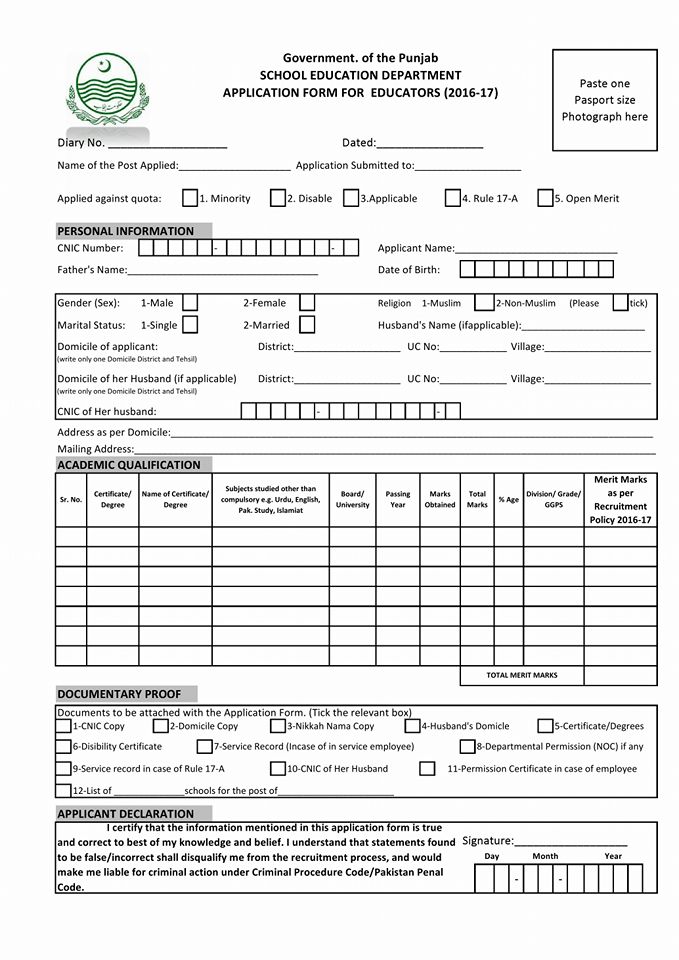 Government. of the Punjab
SCHOOL EDUCATION DEPARTMENT
APPLICATION FORM FOR EDUCATORS (2016-17)
Paste one
Pasport size
Photograph here
Diary No. ____________________ Dated:__________________
Name of the Post Applied:_____________________ Application Submitted to:____________________
Applied against quota: 1. Minority 2. Disable 3.Applicable 4. Rule 17-A 5. Open Merit
PERSONAL INFORMATION
CNIC Number: - - Applicant Name:______________________________
Father's Name:___________________________________ Date of Birth:
Gender (Sex): 1-Male 2-Female Religion 1-Muslim 2-Non-Muslim (Please tick)
Marital Status: 1-Single 2-Married Husband's Name (ifapplicable):_______________________
Domicile of applicant: District:____________________ UC No:_____________ Village:____________________
(write only one Domicile District and Tehsil)
Domicile of her Husband (if applicable) District:____________________ UC No:_____________ Village:____________________
(write only one Domicile District and Tehsil)
CNIC of Her husband: - -
Address as per Domicile:__________________________________________________
Mailing Address:__________________________________________________
ACADEMIC QUALIFICATION
Sr. No. Certificate/ Degree Name of Certificate/ Degree Subjects studied other than compulsory e.g. Urdu, English, Pak. Study, Islamiat Board/ University Passing Year Marks Obtained Total Marks % Age Division/ Grade/ GGPS Merit Marks as per Recruitment Policy 2016-17
TOTAL MERIT MARKS
DOCUMENTARY PROOF
Documents to be attached with the Application Form. (Tick the relevant box)
1-CNIC Copy 2-Domicile Copy 3-Nikkah Nama Copy 4-Husband's Domicle 5-Certificate/Degrees
6-Disibility Certificate 7-Service Record (Incase of in service employee) 8-Departmental Permission (NOC) if any
9-Service record in case of Rule 17-A 10-CNIC of Her Husband 11-Permission Certificate in case of employee
12-List of _____________schools for the post of______________________
APPLICANT DECLARATION
I certify that the information mentioned in this application form is true
and correct to best of my knowledge and belief. I understand that statements found
to be false/incorrect shall disqualify me from the recruitment process, and would
make me liable for criminal action under Criminal Procedure Code/Pakistan Penal
Code.
Signature:___________________
Day Month Year
- -